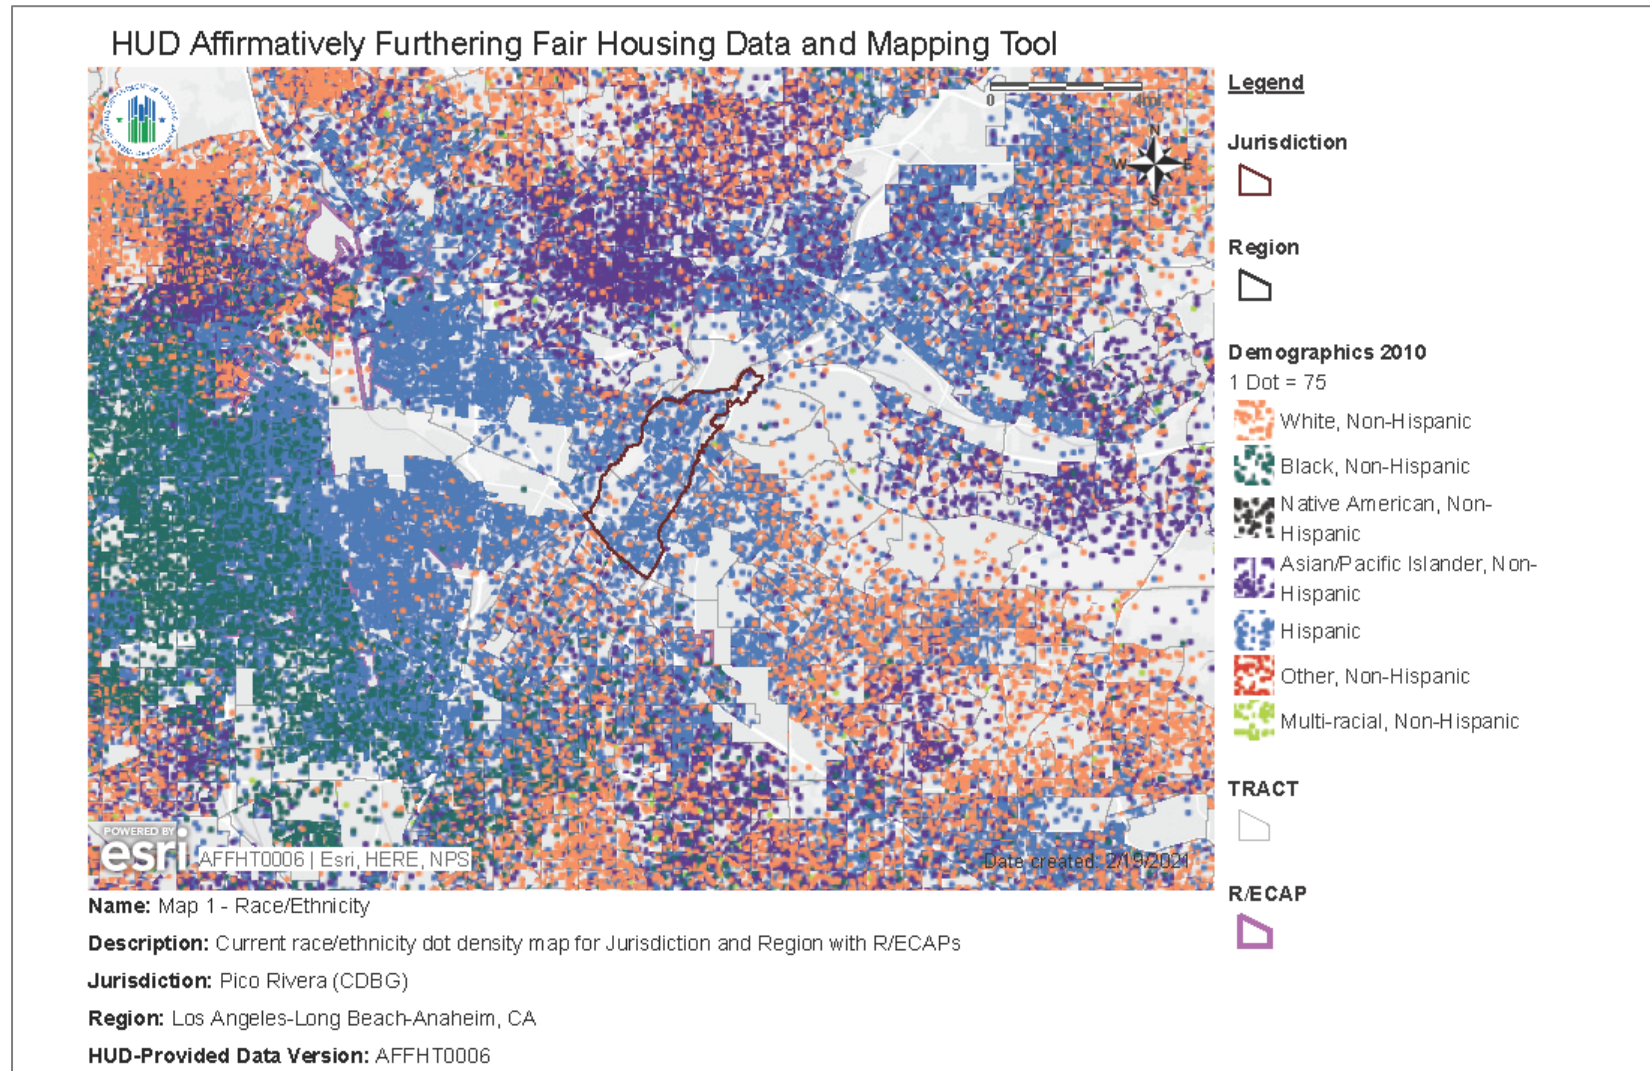 HUD Affirmatively Furthering Fair Housing Data and Mapping Tool
0
4mi
N
W
E
S
POWERED BY
esri
AFFHT0006 | Esri, HERE, NPS
Date created: 2/19/2021
Legend
Jurisdiction
Region
Demographics 2010
1 Dot = 75
White, Non-Hispanic
Black, Non-Hispanic
Native American, Non-
Hispanic
Asian/Pacific Islander, Non-
Hispanic
Hispanic
Other, Non-Hispanic
Multi-racial, Non-Hispanic
TRACT
R/ECAP
Name: Map 1 - Race/Ethnicity
Description: Current race/ethnicity dot density map for Jurisdiction and Region with R/ECAPs
Jurisdiction: Pico Rivera (CDBG)
Region: Los Angeles-Long Beach-Anaheim, CA
HUD-Provided Data Version: AFFHT0006